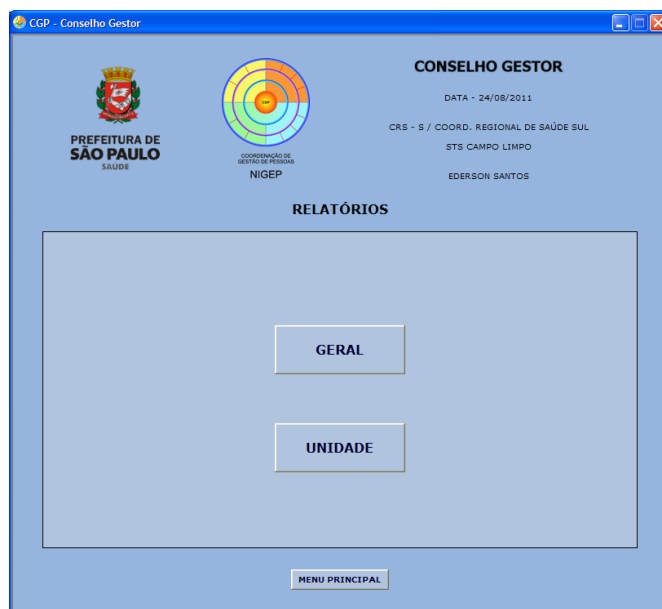 CGP - Conselho Gestor
PREFEITURA DE
SÃO PAULO
SAÚDE
CGP
COORDENAÇÃO DE
GESTÃO DE PESSOAS
NIGEP
CONSELHO GESTOR
DATA - 24/08/2011
CRS - S / COORD. REGIONAL DE SAÚDE SUL
STS CAMPO LIMPO
EDERSON SANTOS
RELATÓRIOS
GERAL
UNIDADE
MENU PRINCIPAL